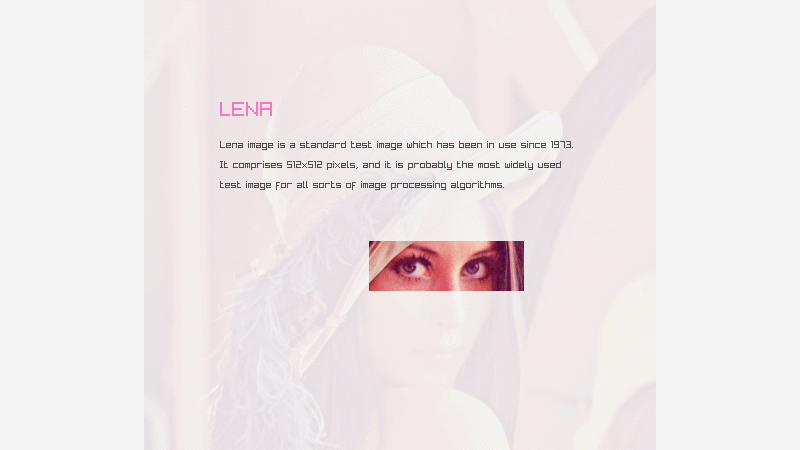 LENA
Lena image is a standard test image which has been in use since 1973.
It comprises 512x512 pixels, and it is probably the most widely used
test image for all sorts of image processing algorithms.